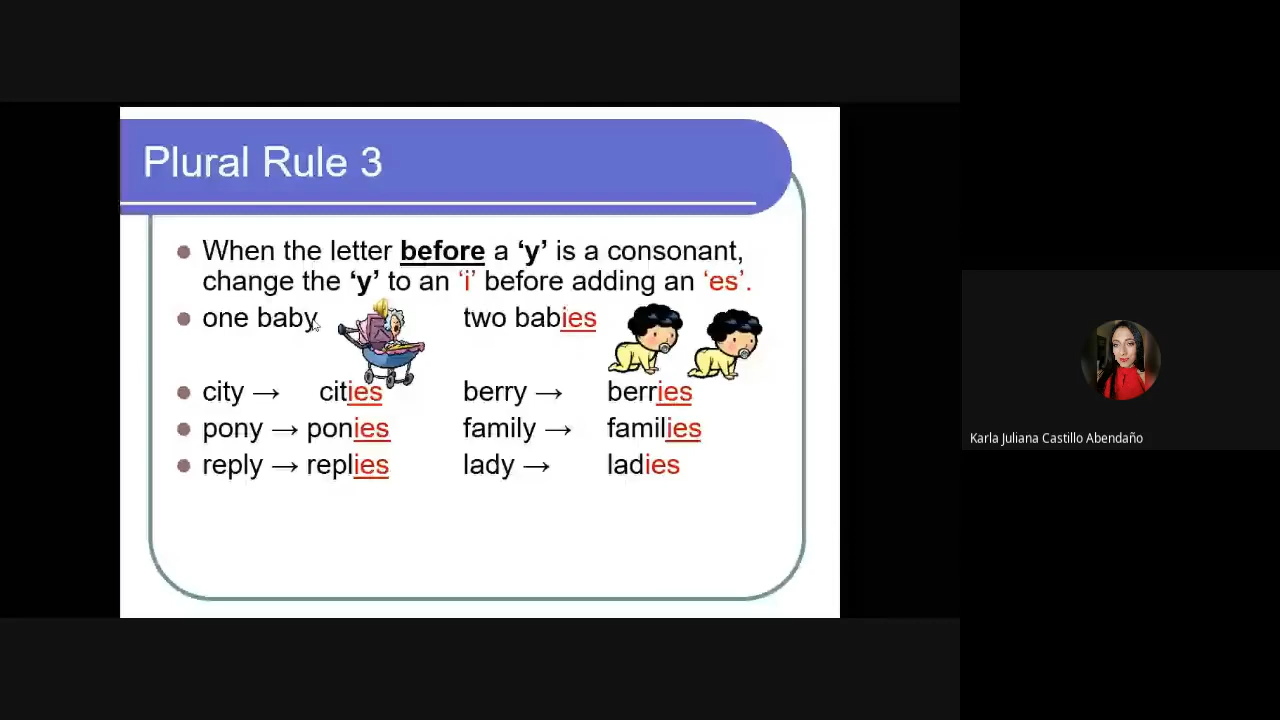 Plural Rule 3
When the letter before a ‘y’ is a consonant,
change the ‘y’ to an ‘i’ before adding an ‘es’.
one baby two babies
city → cities berry → berries
pony → ponies family → families
reply → replies lady → ladies
Karla Juliana Castillo Abendaño